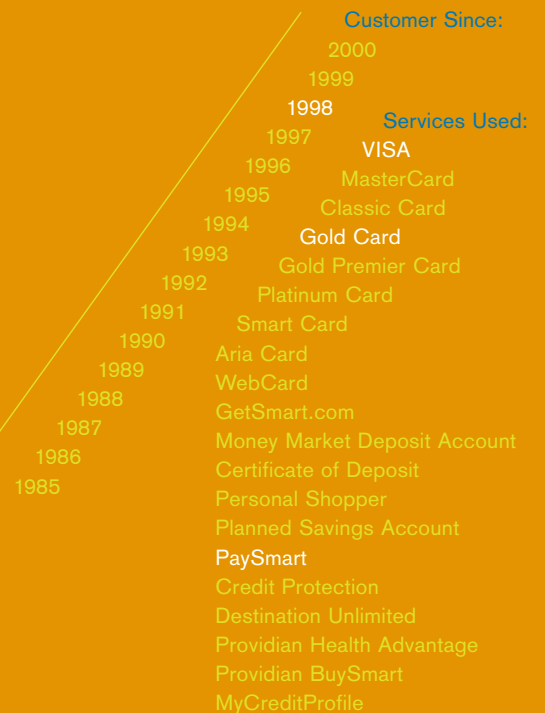 Customer Since:
2000
1999
1998
1997
1996
1995
1994
1993
1992
1991
1990
1989
1988
1987
1986
1985
Services Used:
VISA
MasterCard
Classic Card
Gold Card
Gold Premier Card
Platinum Card
Smart Card
Aria Card
WebCard
GetSmart.com
Money Market Deposit Account
Certificate of Deposit
Personal Shopper
Planned Savings Account
PaySmart
Credit Protection
Destination Unlimited
Providian Health Advantage
Providian BuySmart
MyCreditProfile